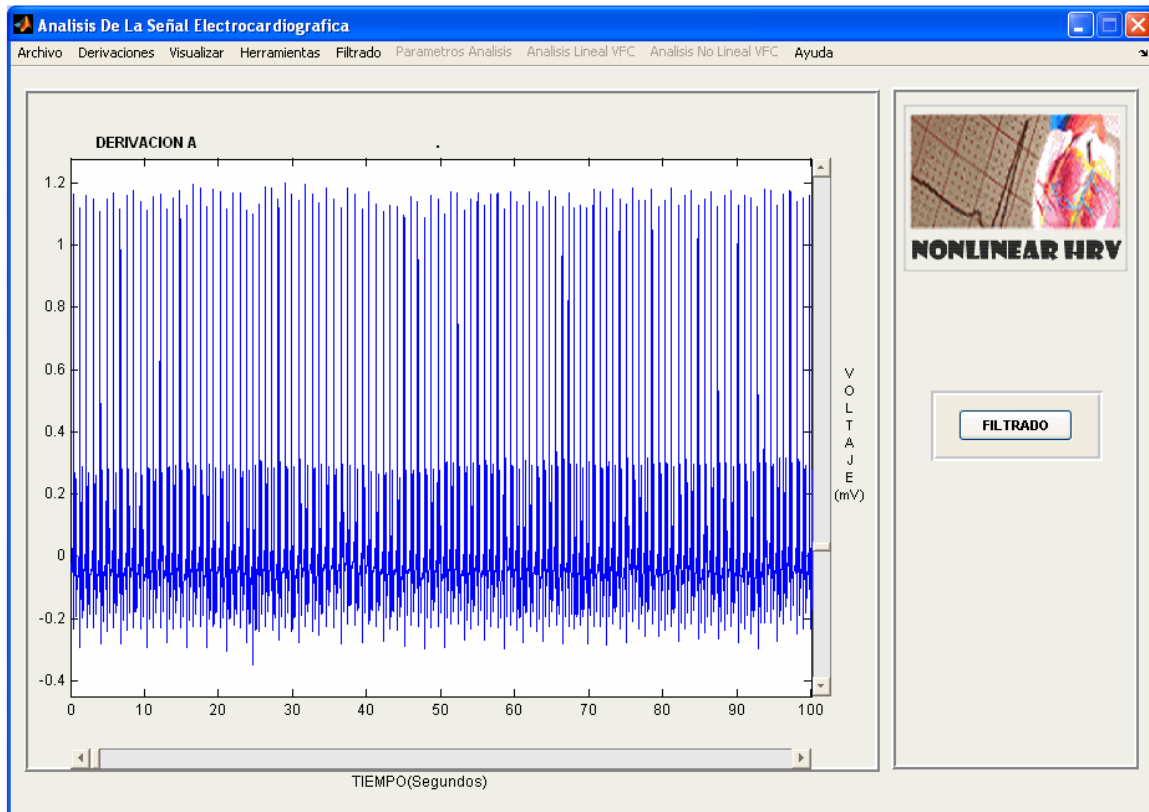 Analisis De La Señal Electrocardiografica
Archivo Derivaciones Visualizar Herramientas Filtrado Parametros Analisis Analisis Lineal VFC Analisis No Lineal VFC Ayuda
DERIVACION A .
1.2
1
0.8
0.6
0.4
0.2
0
-0.2
-0.4
0 10 20 30 40 50 60 70 80 90 100
TIEMPO(Segundos)
VOLTAJE
(mV)
NONLINEAR HRV
FILTRADO